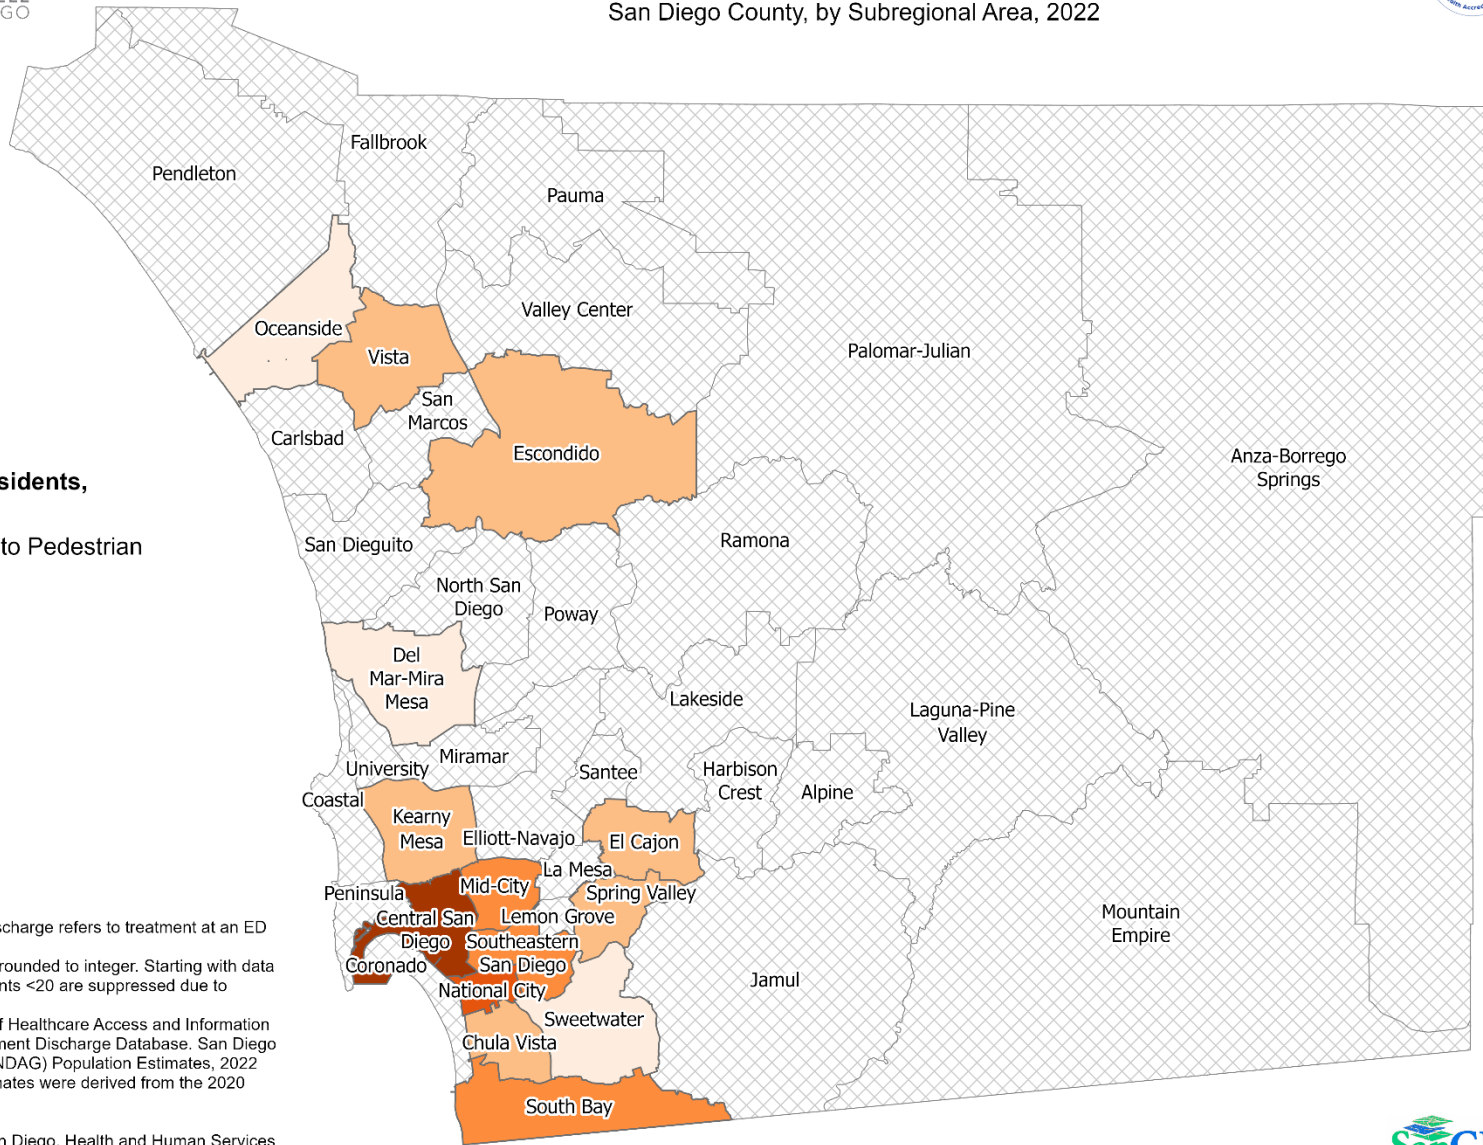 GO
San Diego County, by Subregional Area, 2022
Fallbrook
Pendleton
Pauma
Valley Center
Oceanside
Vista
Palomar-Julian
San
Marcos
Carlsbad
Escondido
Anza-Borrego
Springs
sidents,
to Pedestrian
San Dieguito
Ramona
North San
Diego
Poway
Del
Mar-Mira
Mesa
Lakeside
Laguna-Pine
Valley
Miramar
University
Santee
Harbison
Crest
Alpine
Coastal
Kearny
Mesa
Elliott-Navajo
El Cajon
La Mesa
Mid-City
Peninsula
Spring Valley
Central San
Diego
Lemon Grove
Mountain
Empire
Southeastern
San Diego
Coronado
Jamul
National City
Sweetwater
Chula Vista
South Bay
scharge refers to treatment at an ED
rounded to integer. Starting with data
nts <20 are suppressed due to
f Healthcare Access and Information
ment Discharge Database. San Diego
NDAG) Population Estimates, 2022
mates were derived from the 2020
n Diego, Health and Human Services